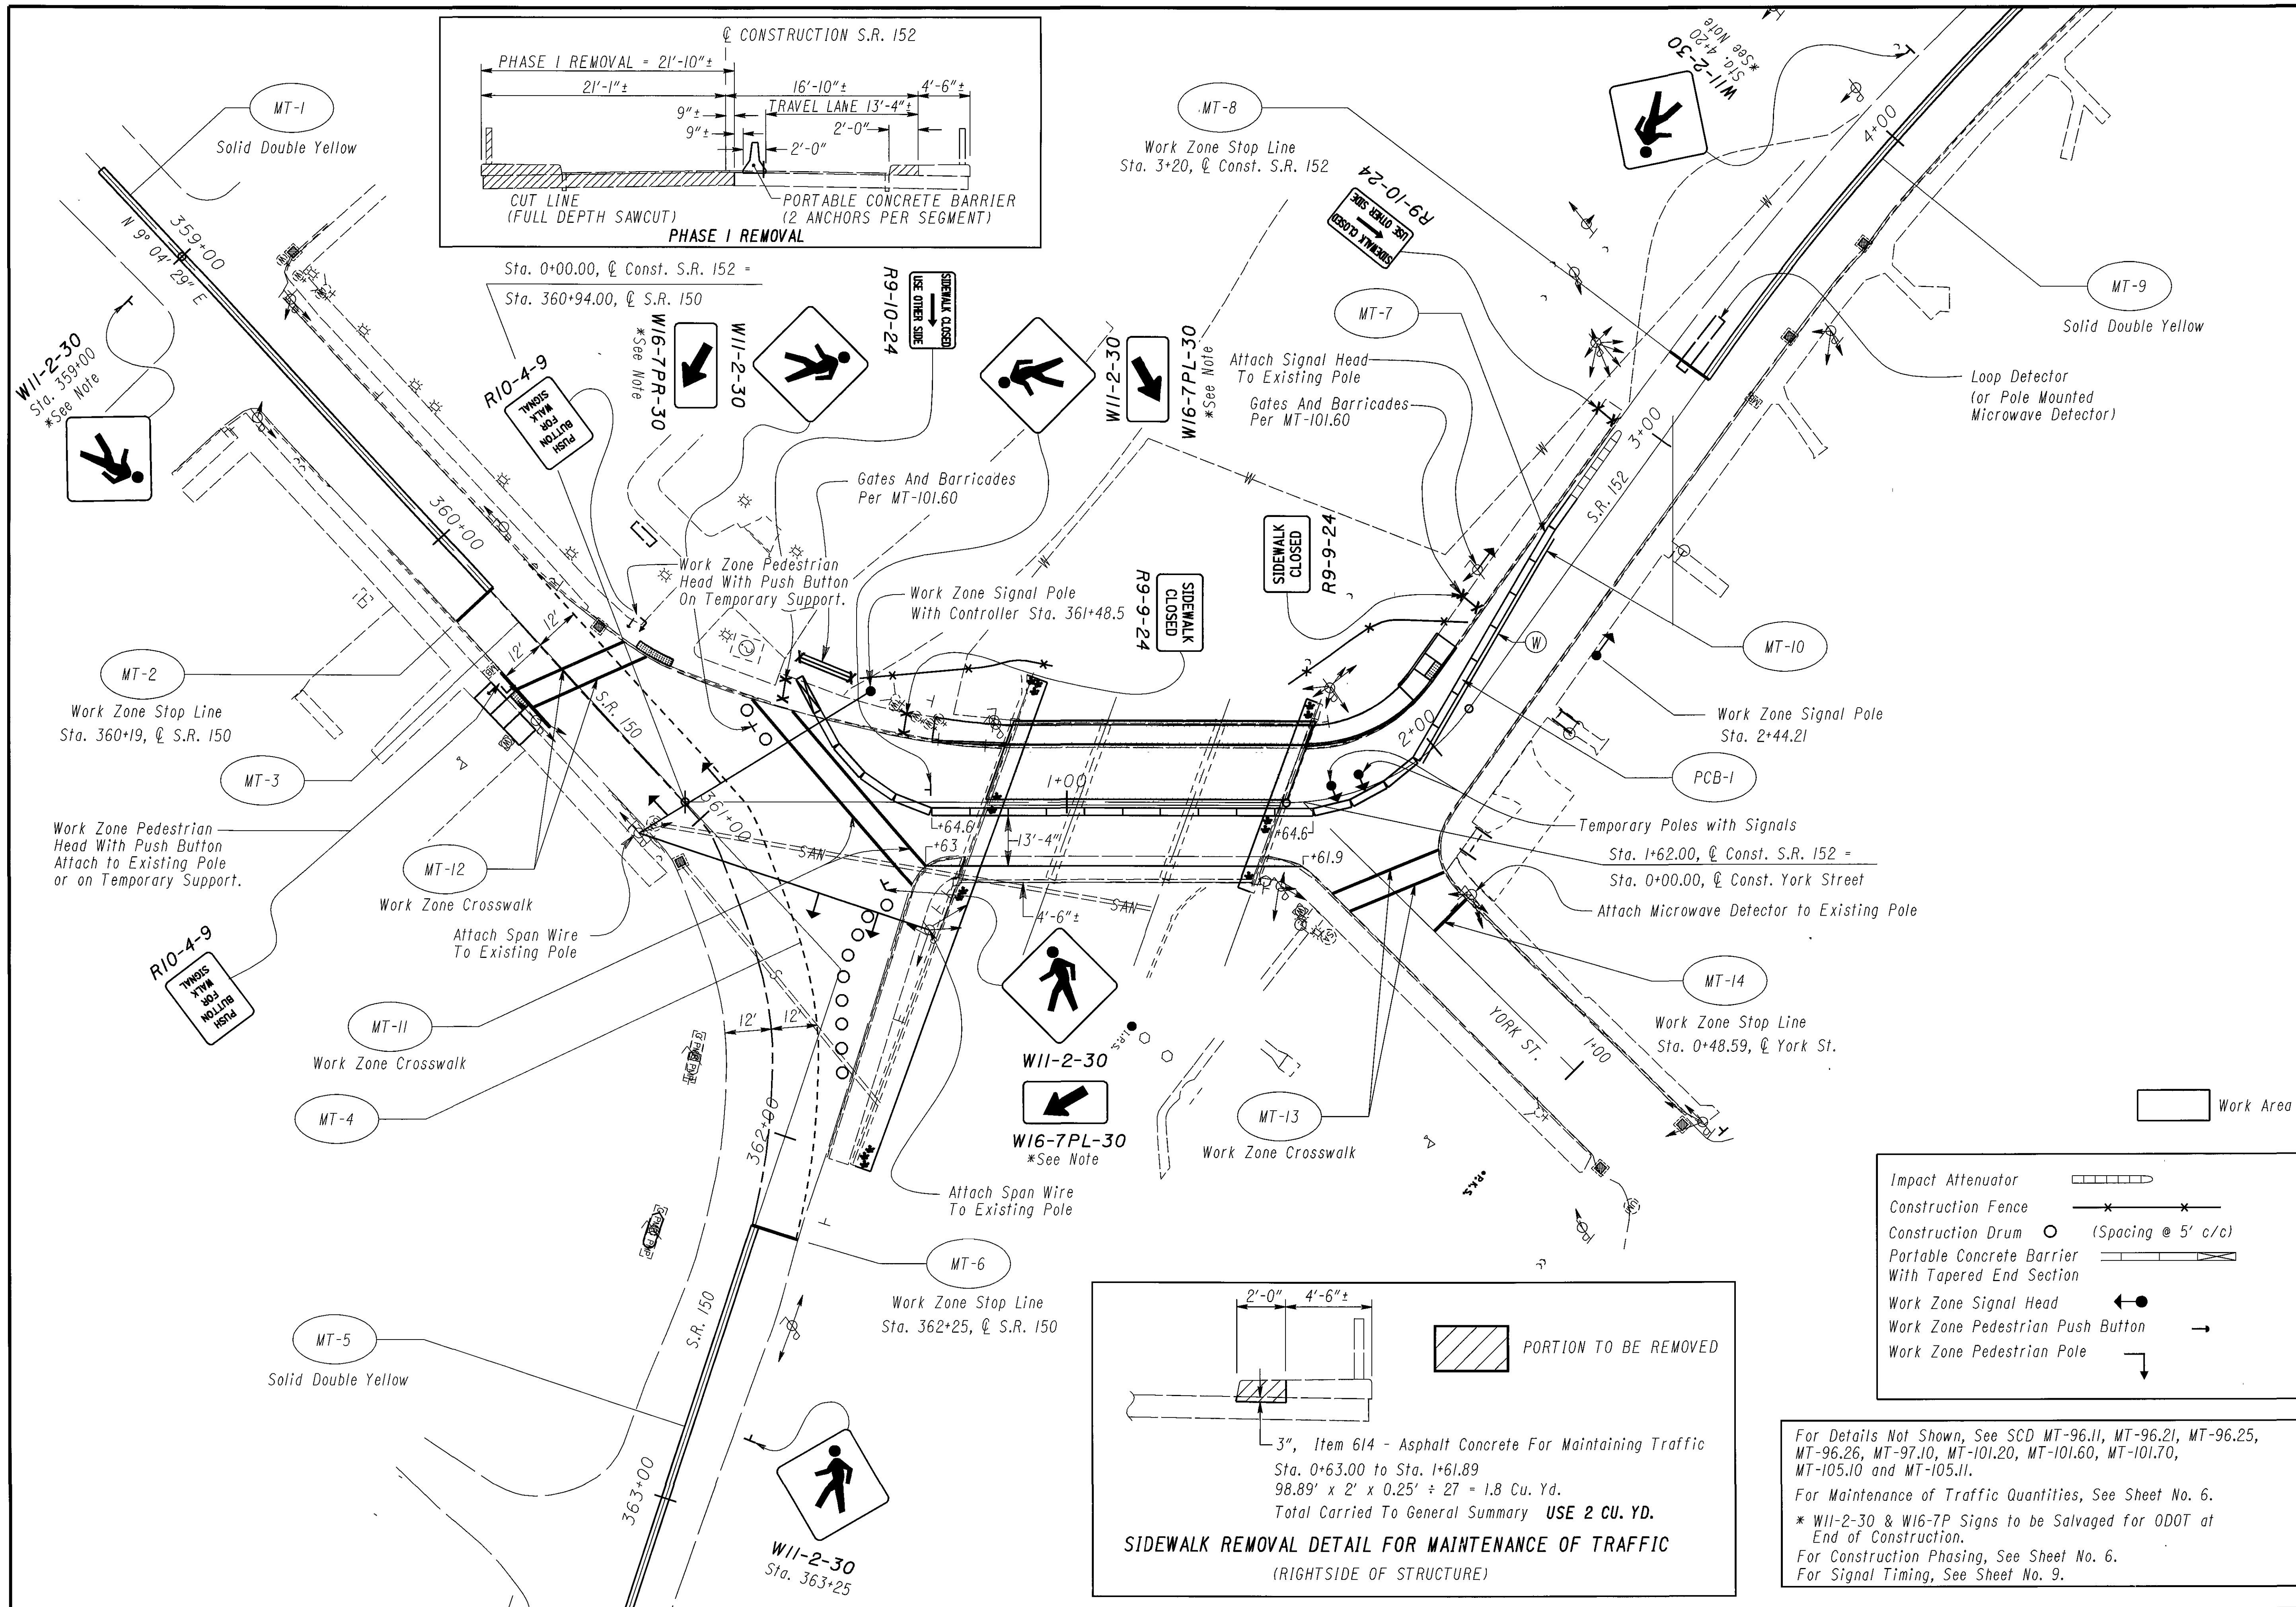 ℄ CONSTRUCTION S.R. 152
PHASE 1 REMOVAL = 21'-10"±
21'-1"±
16'-10"±
4'-6"±
TRAVEL LANE 13'-4"±
9"±
9"±
2'-0"
2'-0"
CUT LINE
(FULL DEPTH SAWCUT)
PORTABLE CONCRETE BARRIER
(2 ANCHORS PER SEGMENT)
PHASE 1 REMOVAL
MT-1
Solid Double Yellow
359+00
N 9° 04' 29" E
W11-2-30
Sta. 359+00
*See Note
Sta. 0+00.00, ℄ Const. S.R. 152 =
Sta. 360+94.00, ℄ S.R. 150
R10-4-9
PUSH
BUTTON
FOR
WALK
SIGNAL
W16-7PR-30
*See Note
W11-2-30
R9-10-24
SIDEWALK CLOSED
USE OTHER SIDE
W11-2-30
W16-7PL-30
*See Note
MT-8
Work Zone Stop Line
Sta. 3+20, ℄ Const. S.R. 152
R9-10-24
SIDEWALK CLOSED
USE OTHER SIDE
W11-2-30
Sta. 4+20
*See Note
4+00
MT-9
Solid Double Yellow
MT-7
Attach Signal Head
To Existing Pole
Gates And Barricades
Per MT-101.60
Loop Detector
(or Pole Mounted
Microwave Detector)
3+00
S.R. 152
360+00
Gates And Barricades
Per MT-101.60
Work Zone Pedestrian
Head With Push Button
On Temporary Support.
Work Zone Signal Pole
With Controller Sta. 361+48.5
R9-9-24
SIDEWALK
CLOSED
SIDEWALK
CLOSED
R9-9-24
W
W
W
W
MT-10
MT-2
Work Zone Stop Line
Sta. 360+19, ℄ S.R. 150
12'
12'
S.R. 150
MT-3
Work Zone Pedestrian
Head With Push Button
Attach to Existing Pole
or on Temporary Support.
2+00
Work Zone Signal Pole
Sta. 2+44.21
PCB-1
1+00
361+00
MT-12
Work Zone Crosswalk
+64.6
+63
13'-4"
+64.6
+61.9
SAN
SAN
4'-6"±
Temporary Poles with Signals
Sta. 1+62.00, ℄ Const. S.R. 152 =
Sta. 0+00.00, ℄ Const. York Street
Attach Microwave Detector to Existing Pole
Attach Span Wire
To Existing Pole
R10-4-9
PUSH
BUTTON
FOR
WALK
SIGNAL
MT-11
Work Zone Crosswalk
MT-4
12'
12'
W11-2-30
W16-7PL-30
*See Note
I.P.S.
MT-14
Work Zone Stop Line
Sta. 0+48.59, ℄ York St.
YORK ST.
1+00
MT-13
Work Zone Crosswalk
Work Area
362+00
Attach Span Wire
To Existing Pole
P.K.S.
MT-6
Work Zone Stop Line
Sta. 362+25, ℄ S.R. 150
MT-5
Solid Double Yellow
S.R. 150
363+00
W11-2-30
Sta. 363+25
Impact Attenuator
Construction Fence
Construction Drum (Spacing @ 5' c/c)
Portable Concrete Barrier
With Tapered End Section
Work Zone Signal Head
Work Zone Pedestrian Push Button
Work Zone Pedestrian Pole
2'-0"
4'-6"±
PORTION TO BE REMOVED
3", Item 614 - Asphalt Concrete For Maintaining Traffic
Sta. 0+63.00 to Sta. 1+61.89
98.89' x 2' x 0.25' ÷ 27 = 1.8 Cu. Yd.
Total Carried To General Summary USE 2 CU. YD.
SIDEWALK REMOVAL DETAIL FOR MAINTENANCE OF TRAFFIC
(RIGHTSIDE OF STRUCTURE)
For Details Not Shown, See SCD MT-96.11, MT-96.21, MT-96.25,
MT-96.26, MT-97.10, MT-101.20, MT-101.60, MT-101.70,
MT-105.10 and MT-105.11.
For Maintenance of Traffic Quantities, See Sheet No. 6.
* W11-2-30 & W16-7P Signs to be Salvaged for ODOT at
End of Construction.
For Construction Phasing, See Sheet No. 6.
For Signal Timing, See Sheet No. 9.